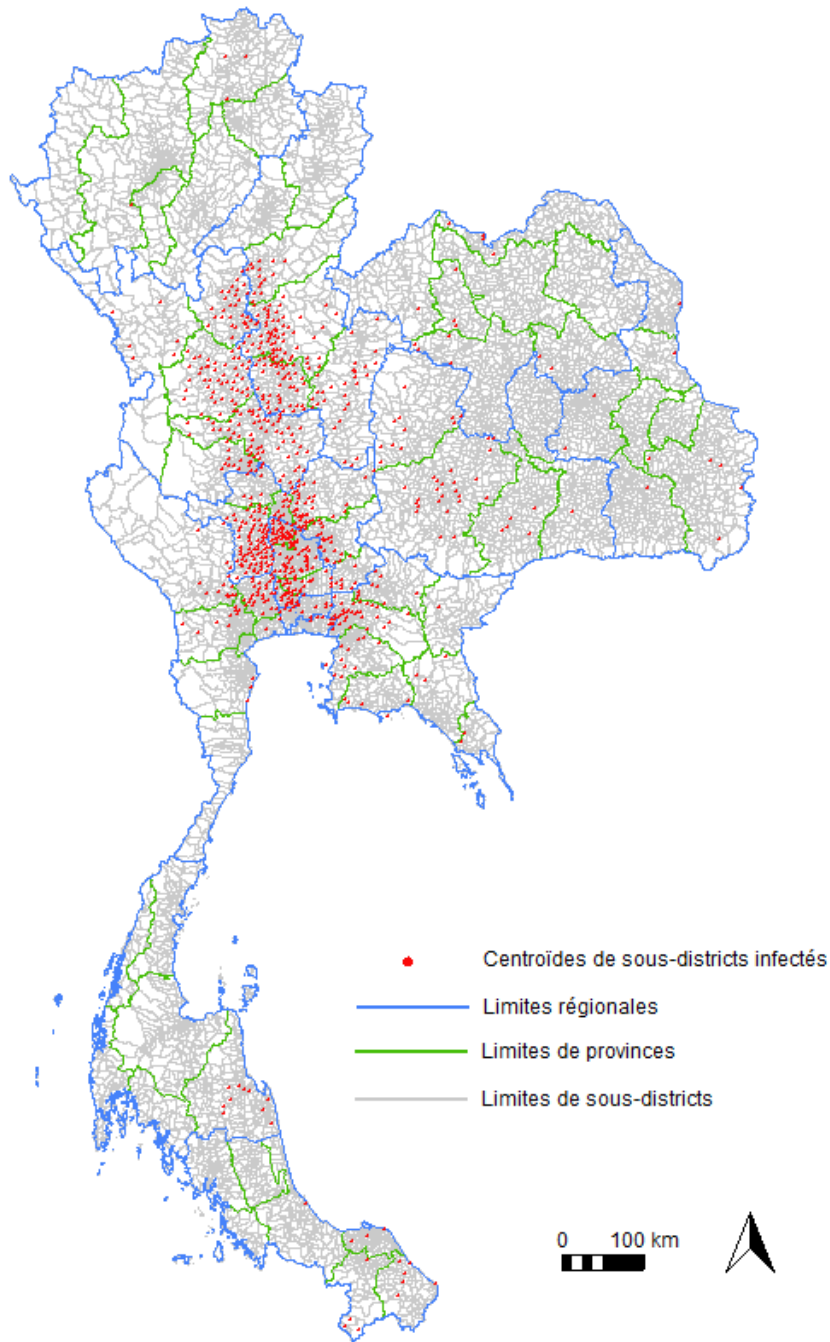 Centroïdes de sous-districts infectés
Limites régionales
Limites de provinces
Limites de sous-districts
0 100 km